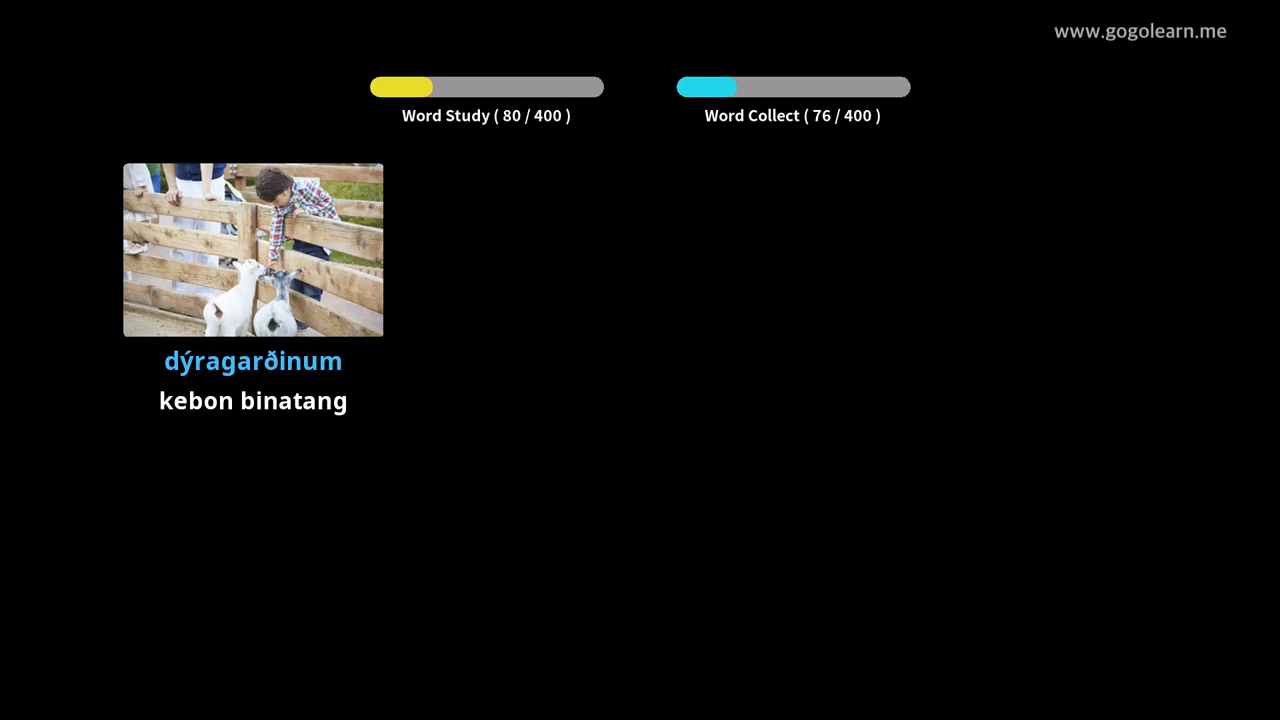 www.gogolearn.me
Word Study ( 80 / 400 )
Word Collect ( 76 / 400 )
dýragarðinum
kebon binatang